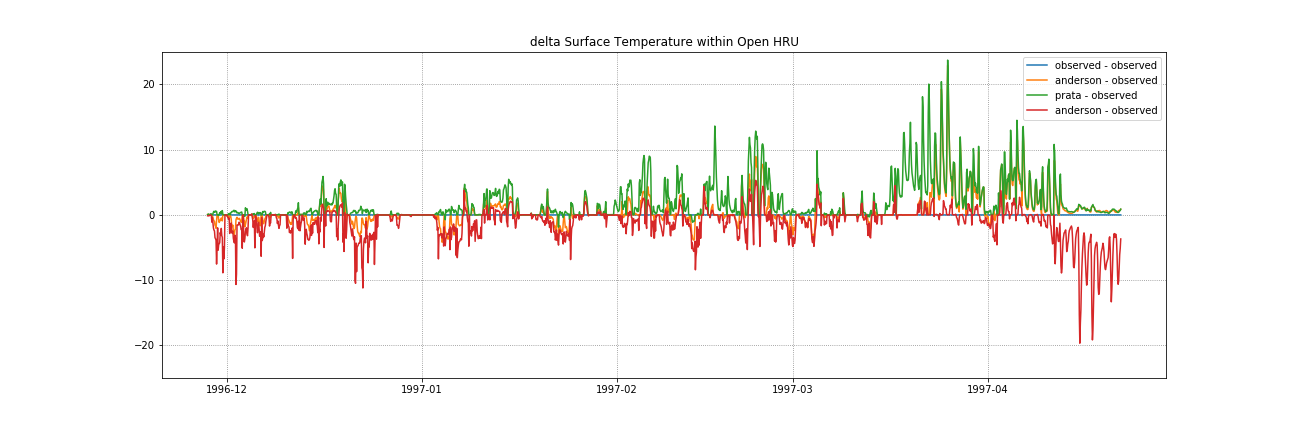 delta Surface Temperature within Open HRU
observed - observed
anderson - observed
prata - observed
anderson - observed
20
10
0
−10
−20
1996-12
1997-01
1997-02
1997-03
1997-04